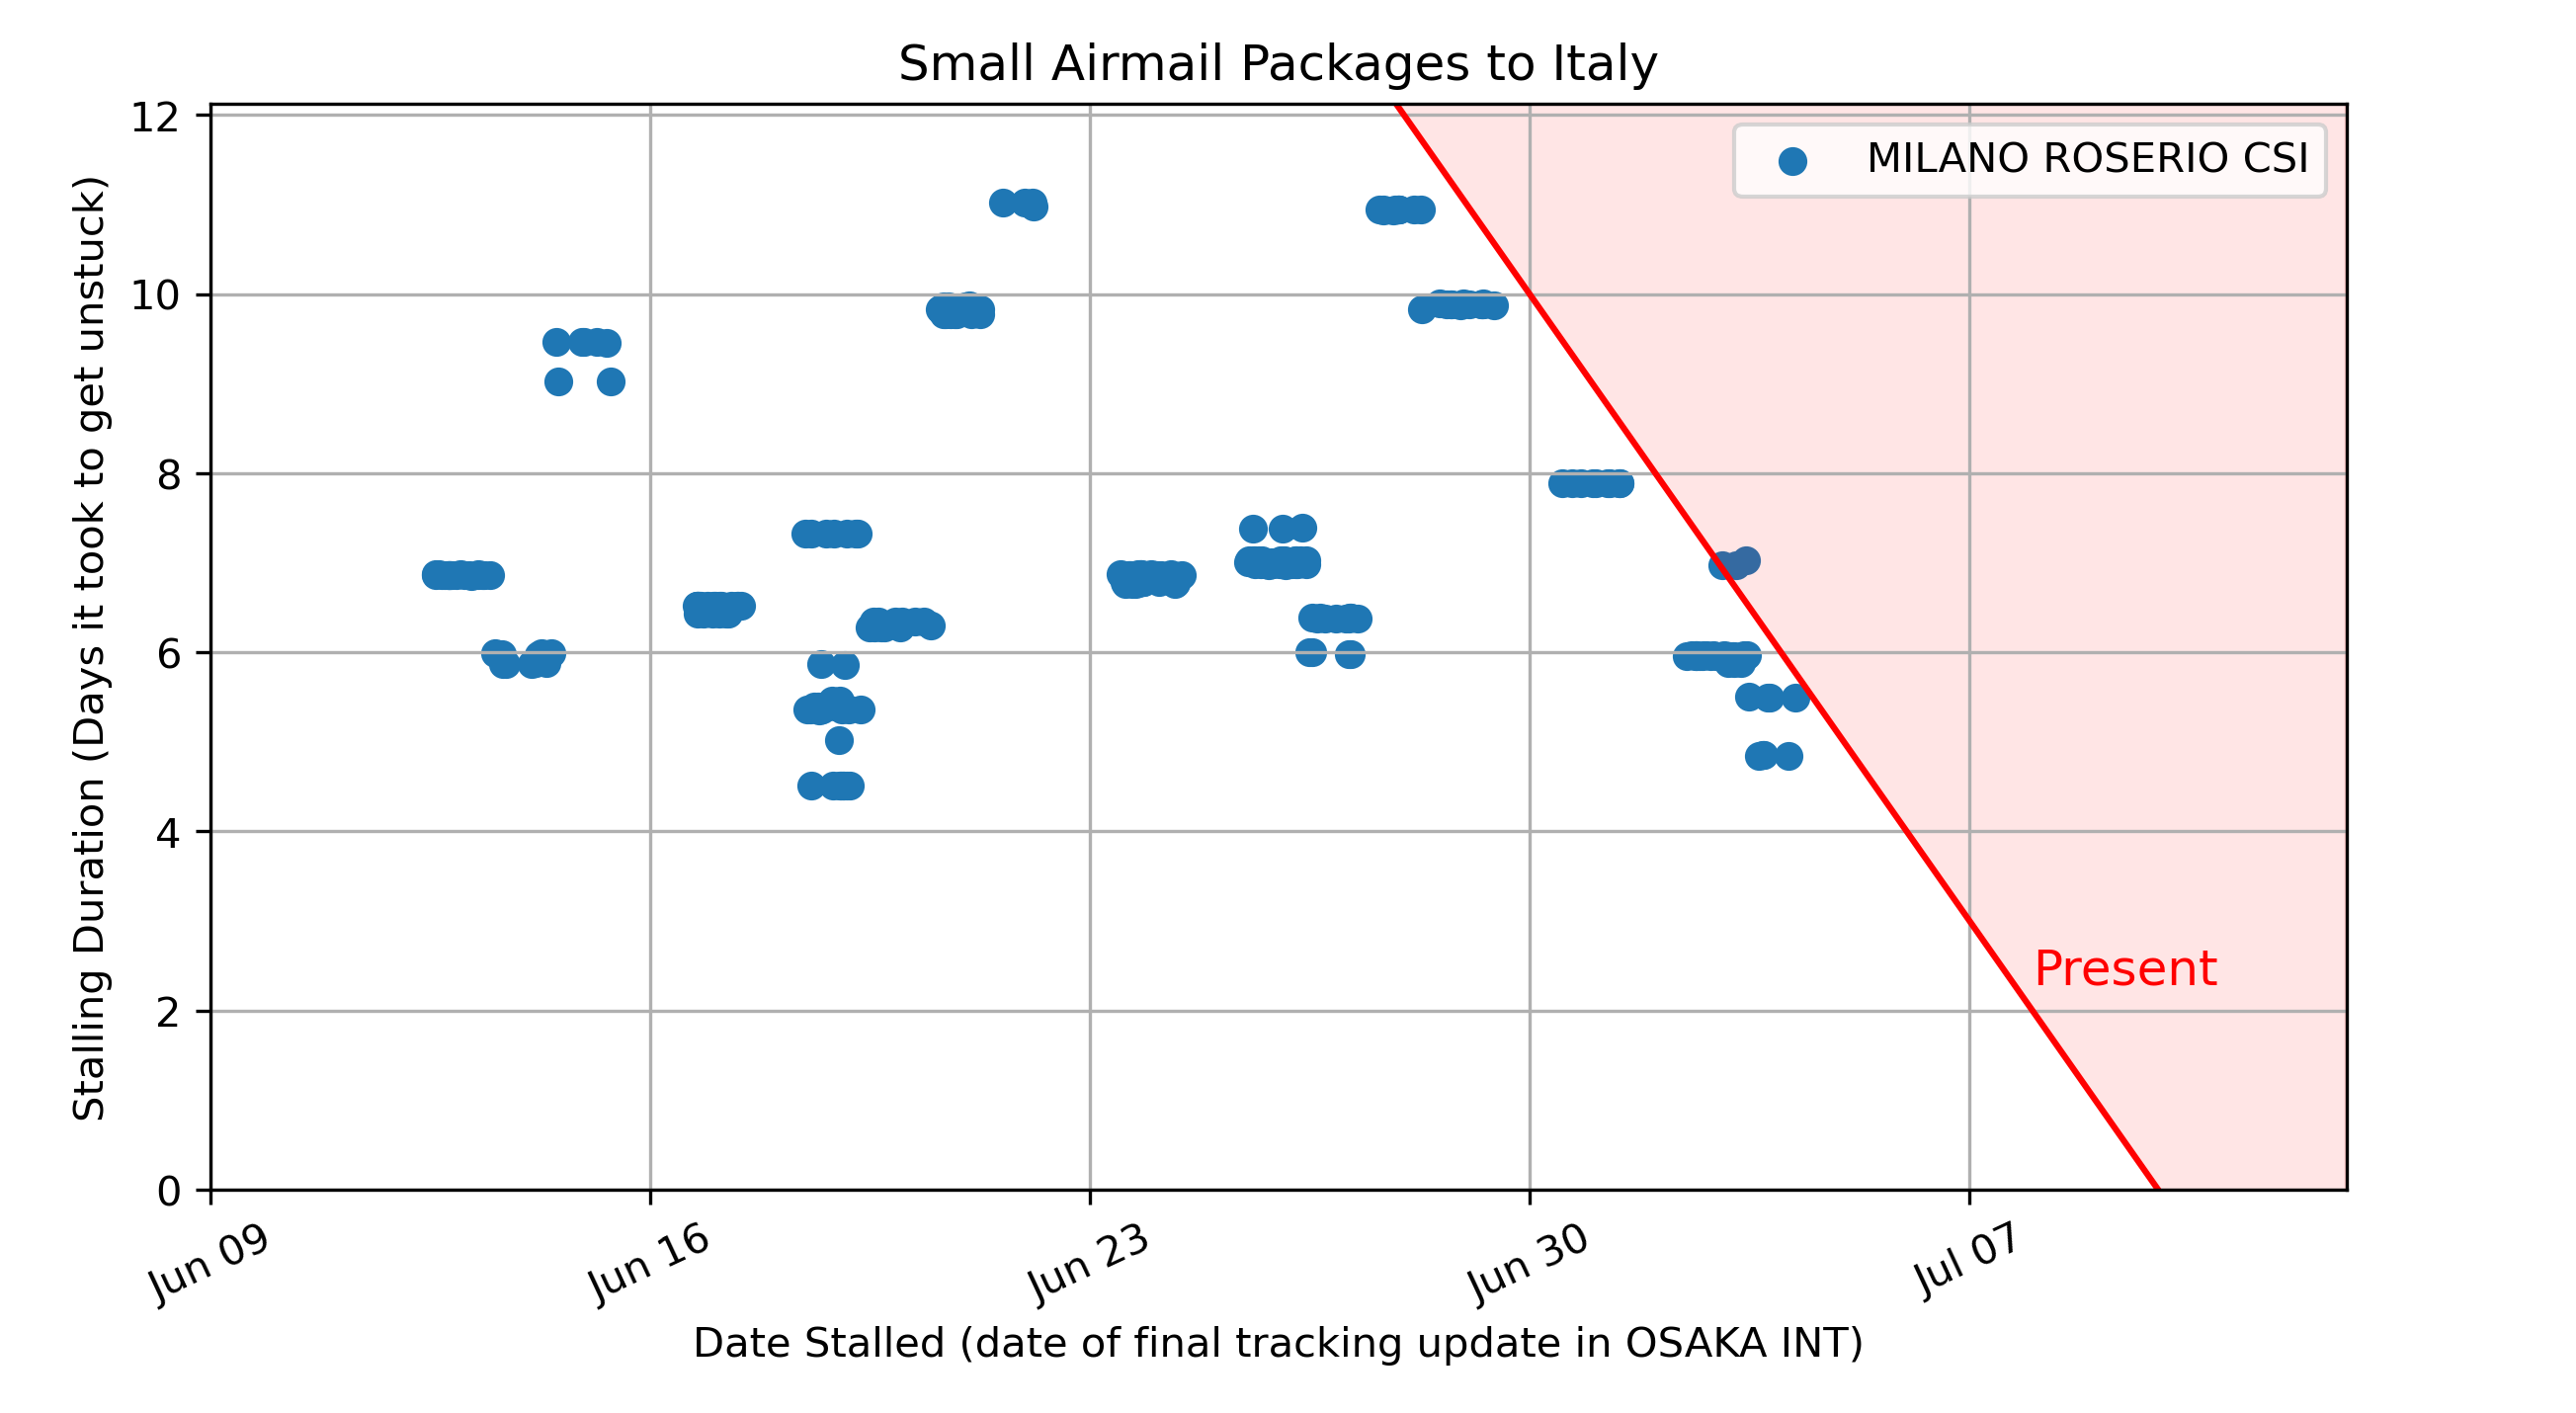 Small Airmail Packages to Italy
MILANO ROSERIO CSI
Stalling Duration (Days it took to get unstuck)
12
10
8
6
4
2
0
Present
Jun 09
Jun 16
Jun 23
Jun 30
Jul 07
Date Stalled (date of final tracking update in OSAKA INT)